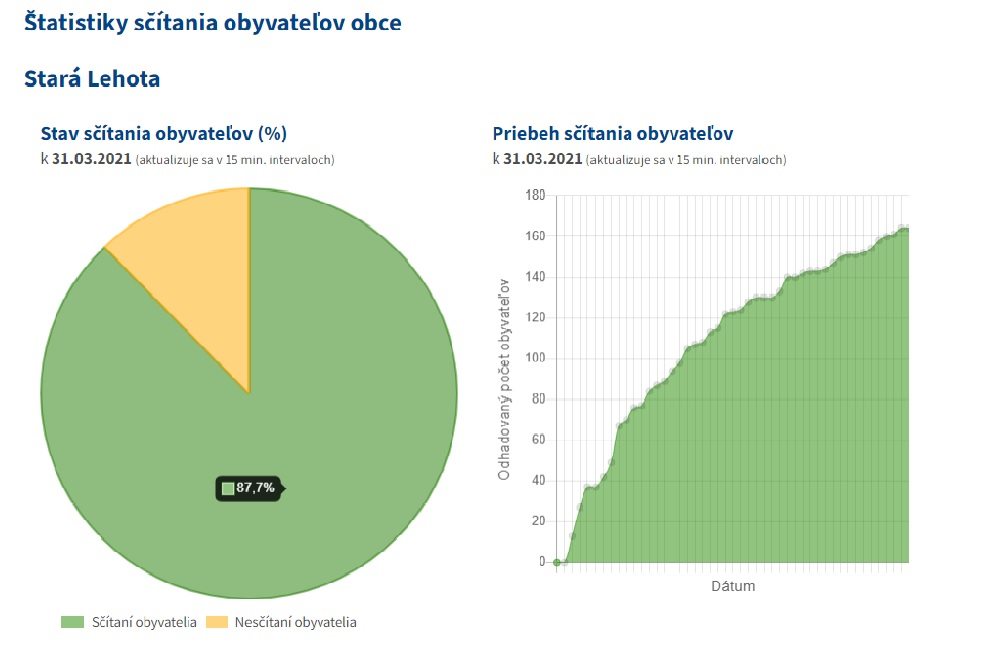 Štatistiky sčítania obyvateľov obce
Stará Lehota
Stav sčítania obyvateľov (%)
k 31.03.2021 (aktualizuje sa v 15 min. intervaloch)
87,7%
Sčítaní obyvatelia
Nesčítaní obyvatelia
Priebeh sčítania obyvateľov
k 31.03.2021 (aktualizuje sa v 15 min. intervaloch)
Odhadovaný počet obyvateľov
180
160
140
120
100
80
60
40
20
0
Dátum